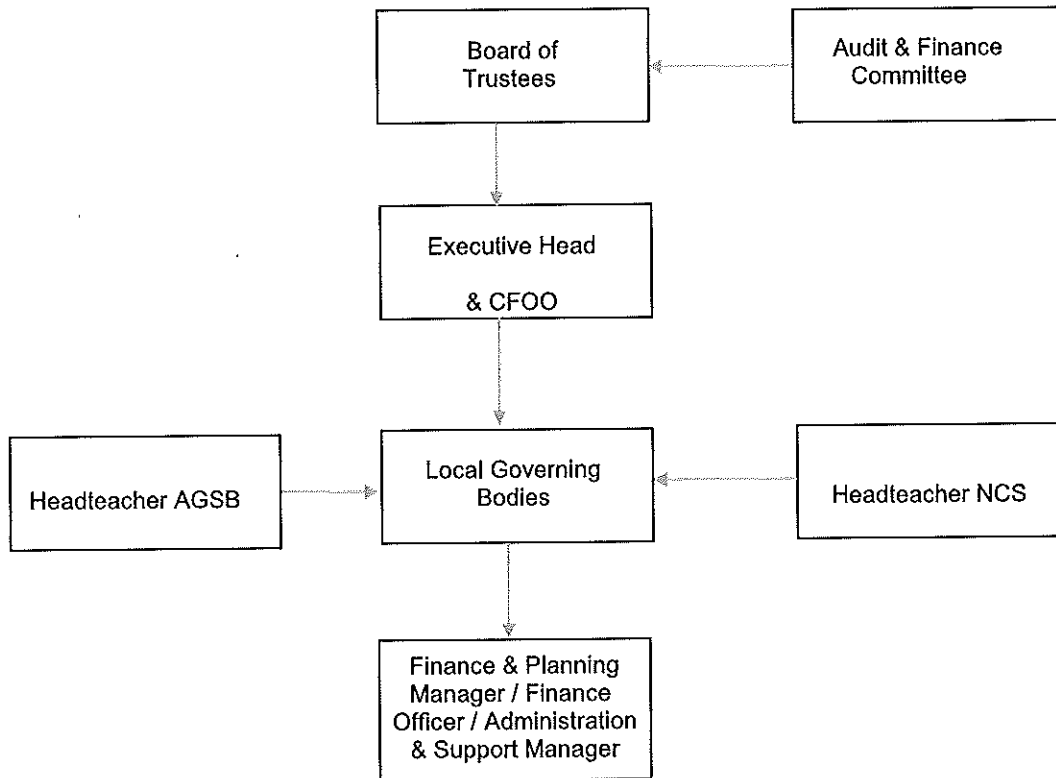 Board of
Trustees
Audit & Finance
Committee
Executive Head
& CFOO
Headteacher AGSB
Local Governing
Bodies
Headteacher NCS
Finance & Planning
Manager / Finance
Officer / Administration
& Support Manager